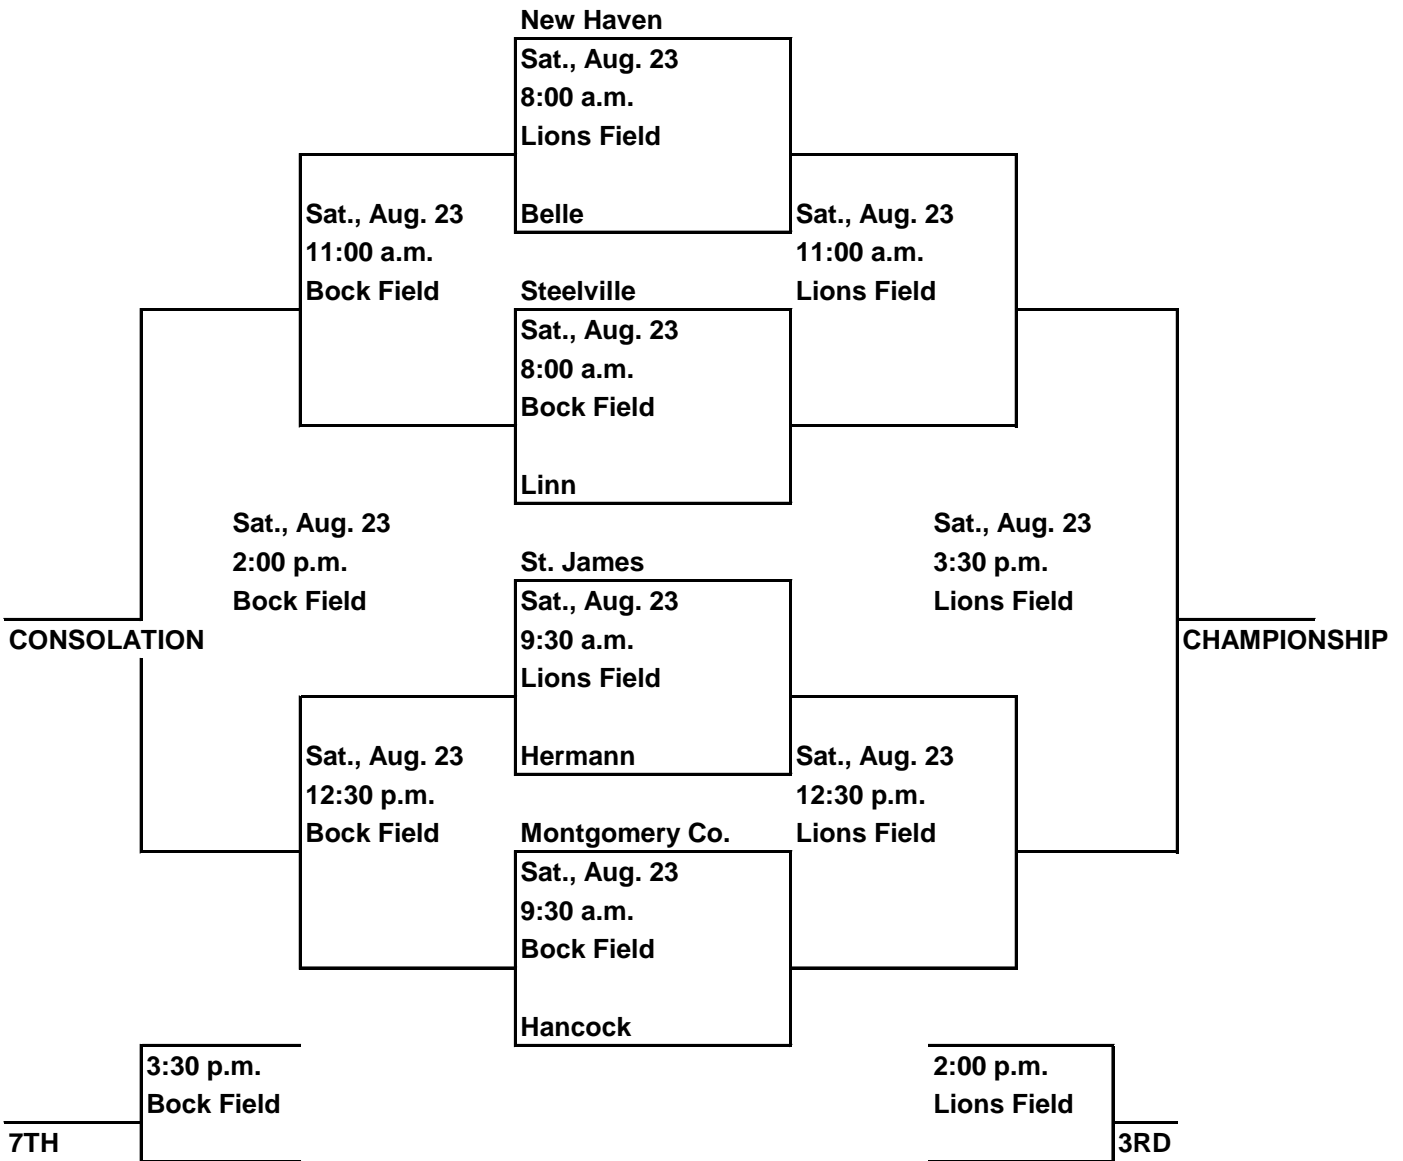 New Haven
Sat., Aug. 23
8:00 a.m.
Lions Field
Belle
Sat., Aug. 23
11:00 a.m.
Bock Field
Sat., Aug. 23
11:00 a.m.
Lions Field
Steelville
Sat., Aug. 23
8:00 a.m.
Bock Field
Linn
Sat., Aug. 23
2:00 p.m.
Bock Field
Sat., Aug. 23
3:30 p.m.
Lions Field
CONSOLATION
CHAMPIONSHIP
St. James
Sat., Aug. 23
9:30 a.m.
Lions Field
Hermann
Sat., Aug. 23
12:30 p.m.
Bock Field
Sat., Aug. 23
12:30 p.m.
Lions Field
Montgomery Co.
Sat., Aug. 23
9:30 a.m.
Bock Field
Hancock
3:30 p.m.
Bock Field
7TH
2:00 p.m.
Lions Field
3RD